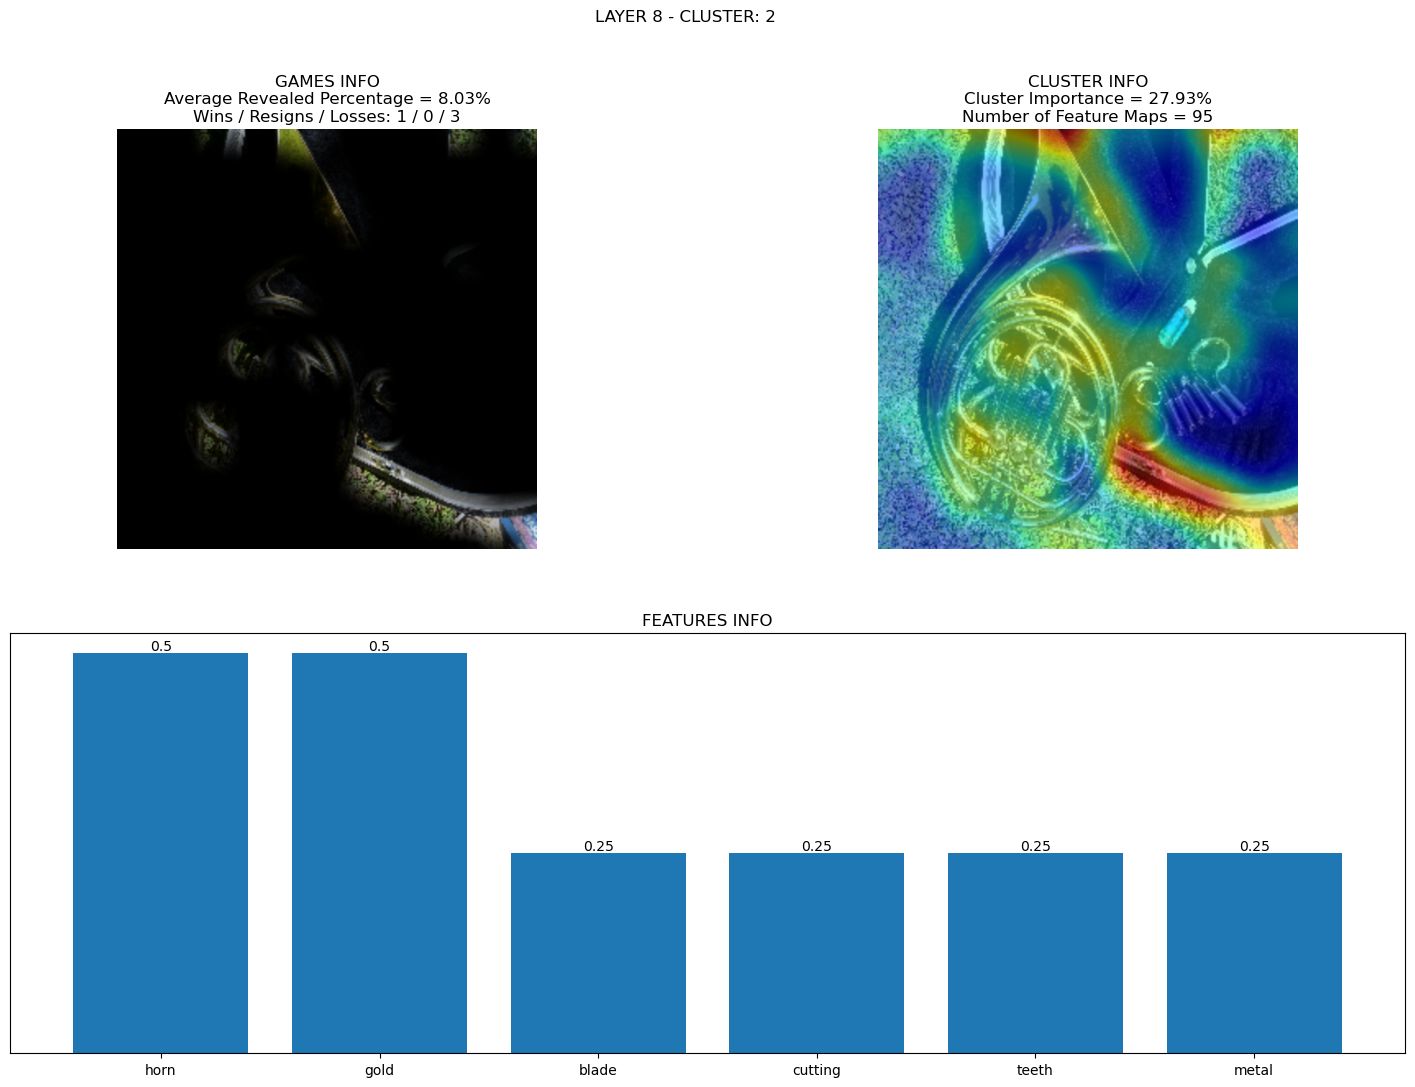 LAYER 8 - CLUSTER: 2
GAMES INFO
Average Revealed Percentage = 8.03%
Wins / Resigns / Losses: 1 / 0 / 3
CLUSTER INFO
Cluster Importance = 27.93%
Number of Feature Maps = 95
FEATURES INFO
0.5 0.5 0.25 0.25 0.25 0.25
horn gold blade cutting teeth metal